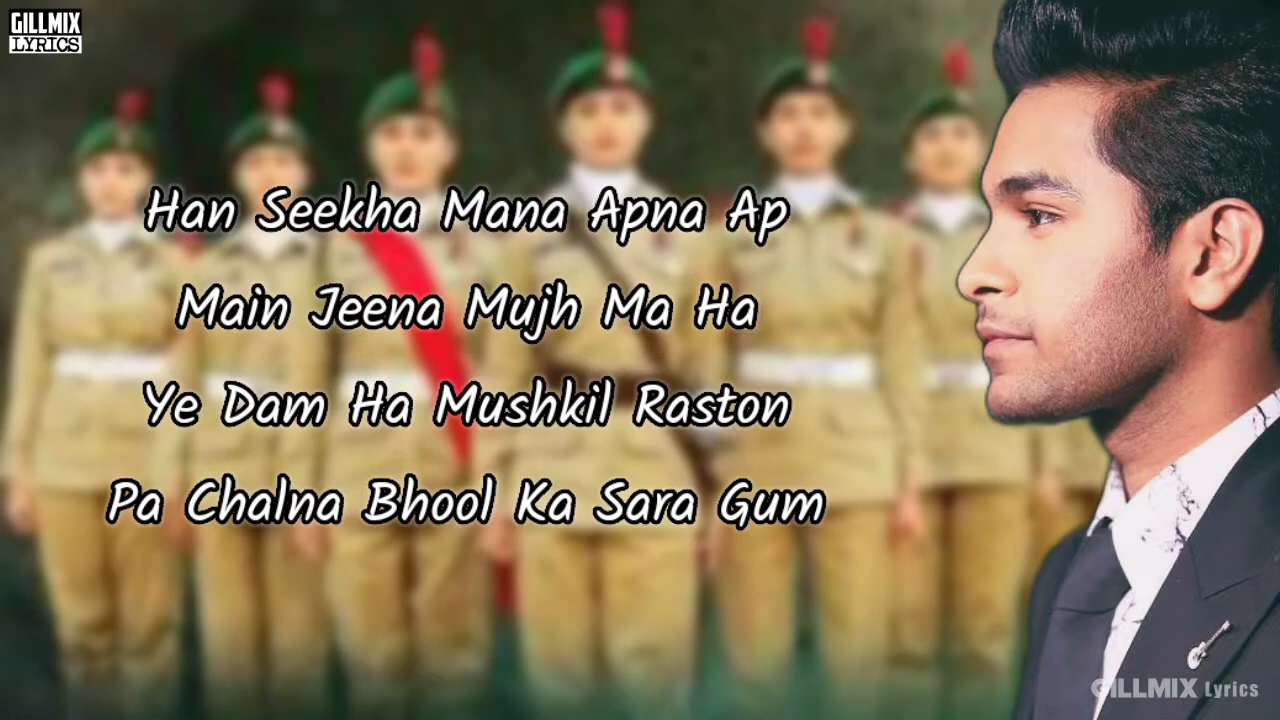 GILLMIX
LYRICS
Han Seekha Mana Apna Ap
Main Jeena Mujh Ma Ha
Ye Dam Ha Mushkil Raston
Pa Chalna Bhool Ka Sara Gum
GILLMIX Lyrics